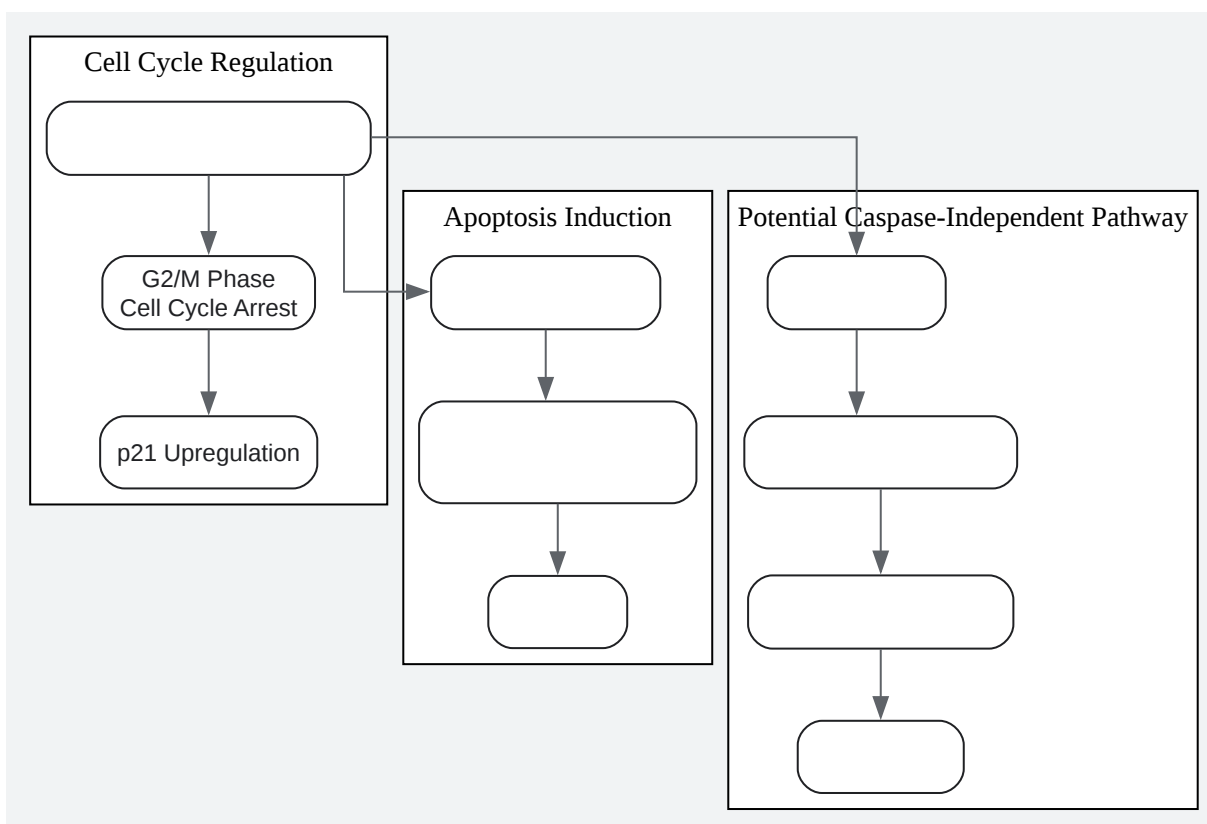 Cell Cycle Regulation
G2/M Phase
Cell Cycle Arrest
p21 Upregulation
Apoptosis Induction
Potential Caspase-Independent Pathway